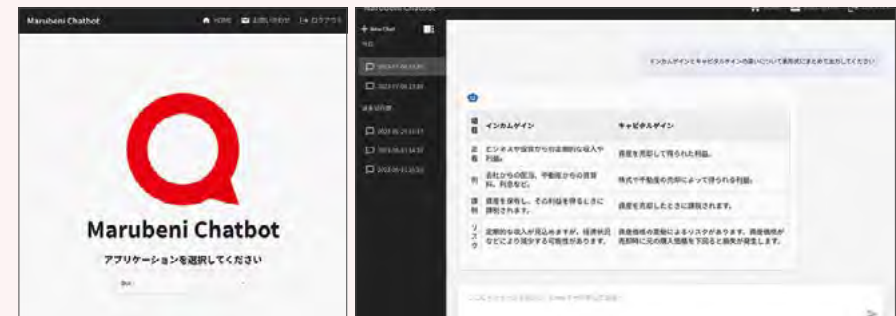 Marubeni Chatbot
HOME
お問い合わせ
ログアウト
Marubeni Chatbot
アプリケーションを選択してください
Marubeni Chatbot
New Chat
今日
インカムゲインとキャピタルゲインの違いについて表形式にまとめて出力してください
項目 インカムゲイン キャピタルゲイン
定義 ビジネスや投資からの定期的な収入や利益。 資産を売却して得られた利益。
例 会社からの配当、不動産からの賃貸料、利息など。 株式や不動産の売却によって得られる利益。
課税 資産を保有し、その利益を得るときに課税されます。 資産を売却したときに課税されます。
リスク 定期的な収入が見込めますが、経済状況などにより減少する可能性があります。 資産価格の変動によるリスクがあります。資産価格が売却時に元の購入価格を下回ると損失が発生します。